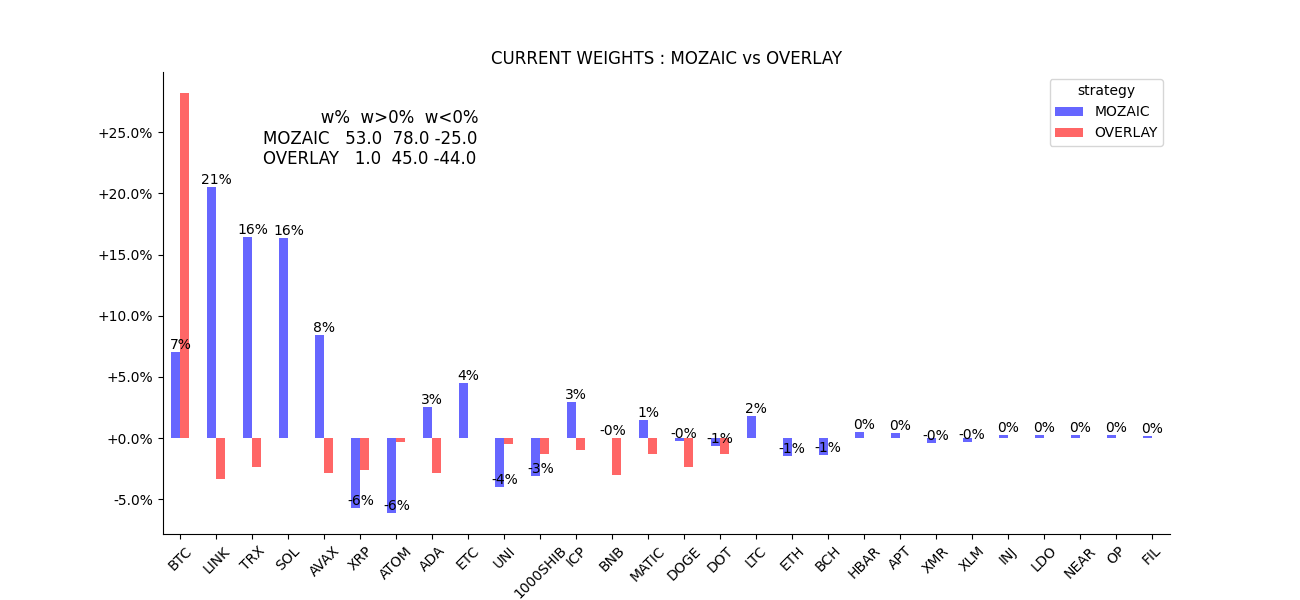 CURRENT WEIGHTS : MOZAIC vs OVERLAY
strategy
MOZAIC
OVERLAY
w% w>0% w<0%
MOZAIC 53.0 78.0 -25.0
OVERLAY 1.0 45.0 -44.0
+25.0%
+20.0%
+15.0%
+10.0%
+5.0%
+0.0%
-5.0%
7%
21%
16%
16%
8%
-6%
-6%
3%
4%
-4%
-3%
3%
-0%
1%
-0%
-1%
2%
-1%
-1%
0%
0%
-0%
-0%
0%
0%
0%
0%
0%
BTC
LINK
TRX
SOL
AVAX
XRP
ATOM
ADA
ETC
UNI
1000SHIB
ICP
BNB
MATIC
DOGE
DOT
LTC
ETH
BCH
HBAR
APT
XMR
XLM
INJ
LDO
NEAR
OP
FIL